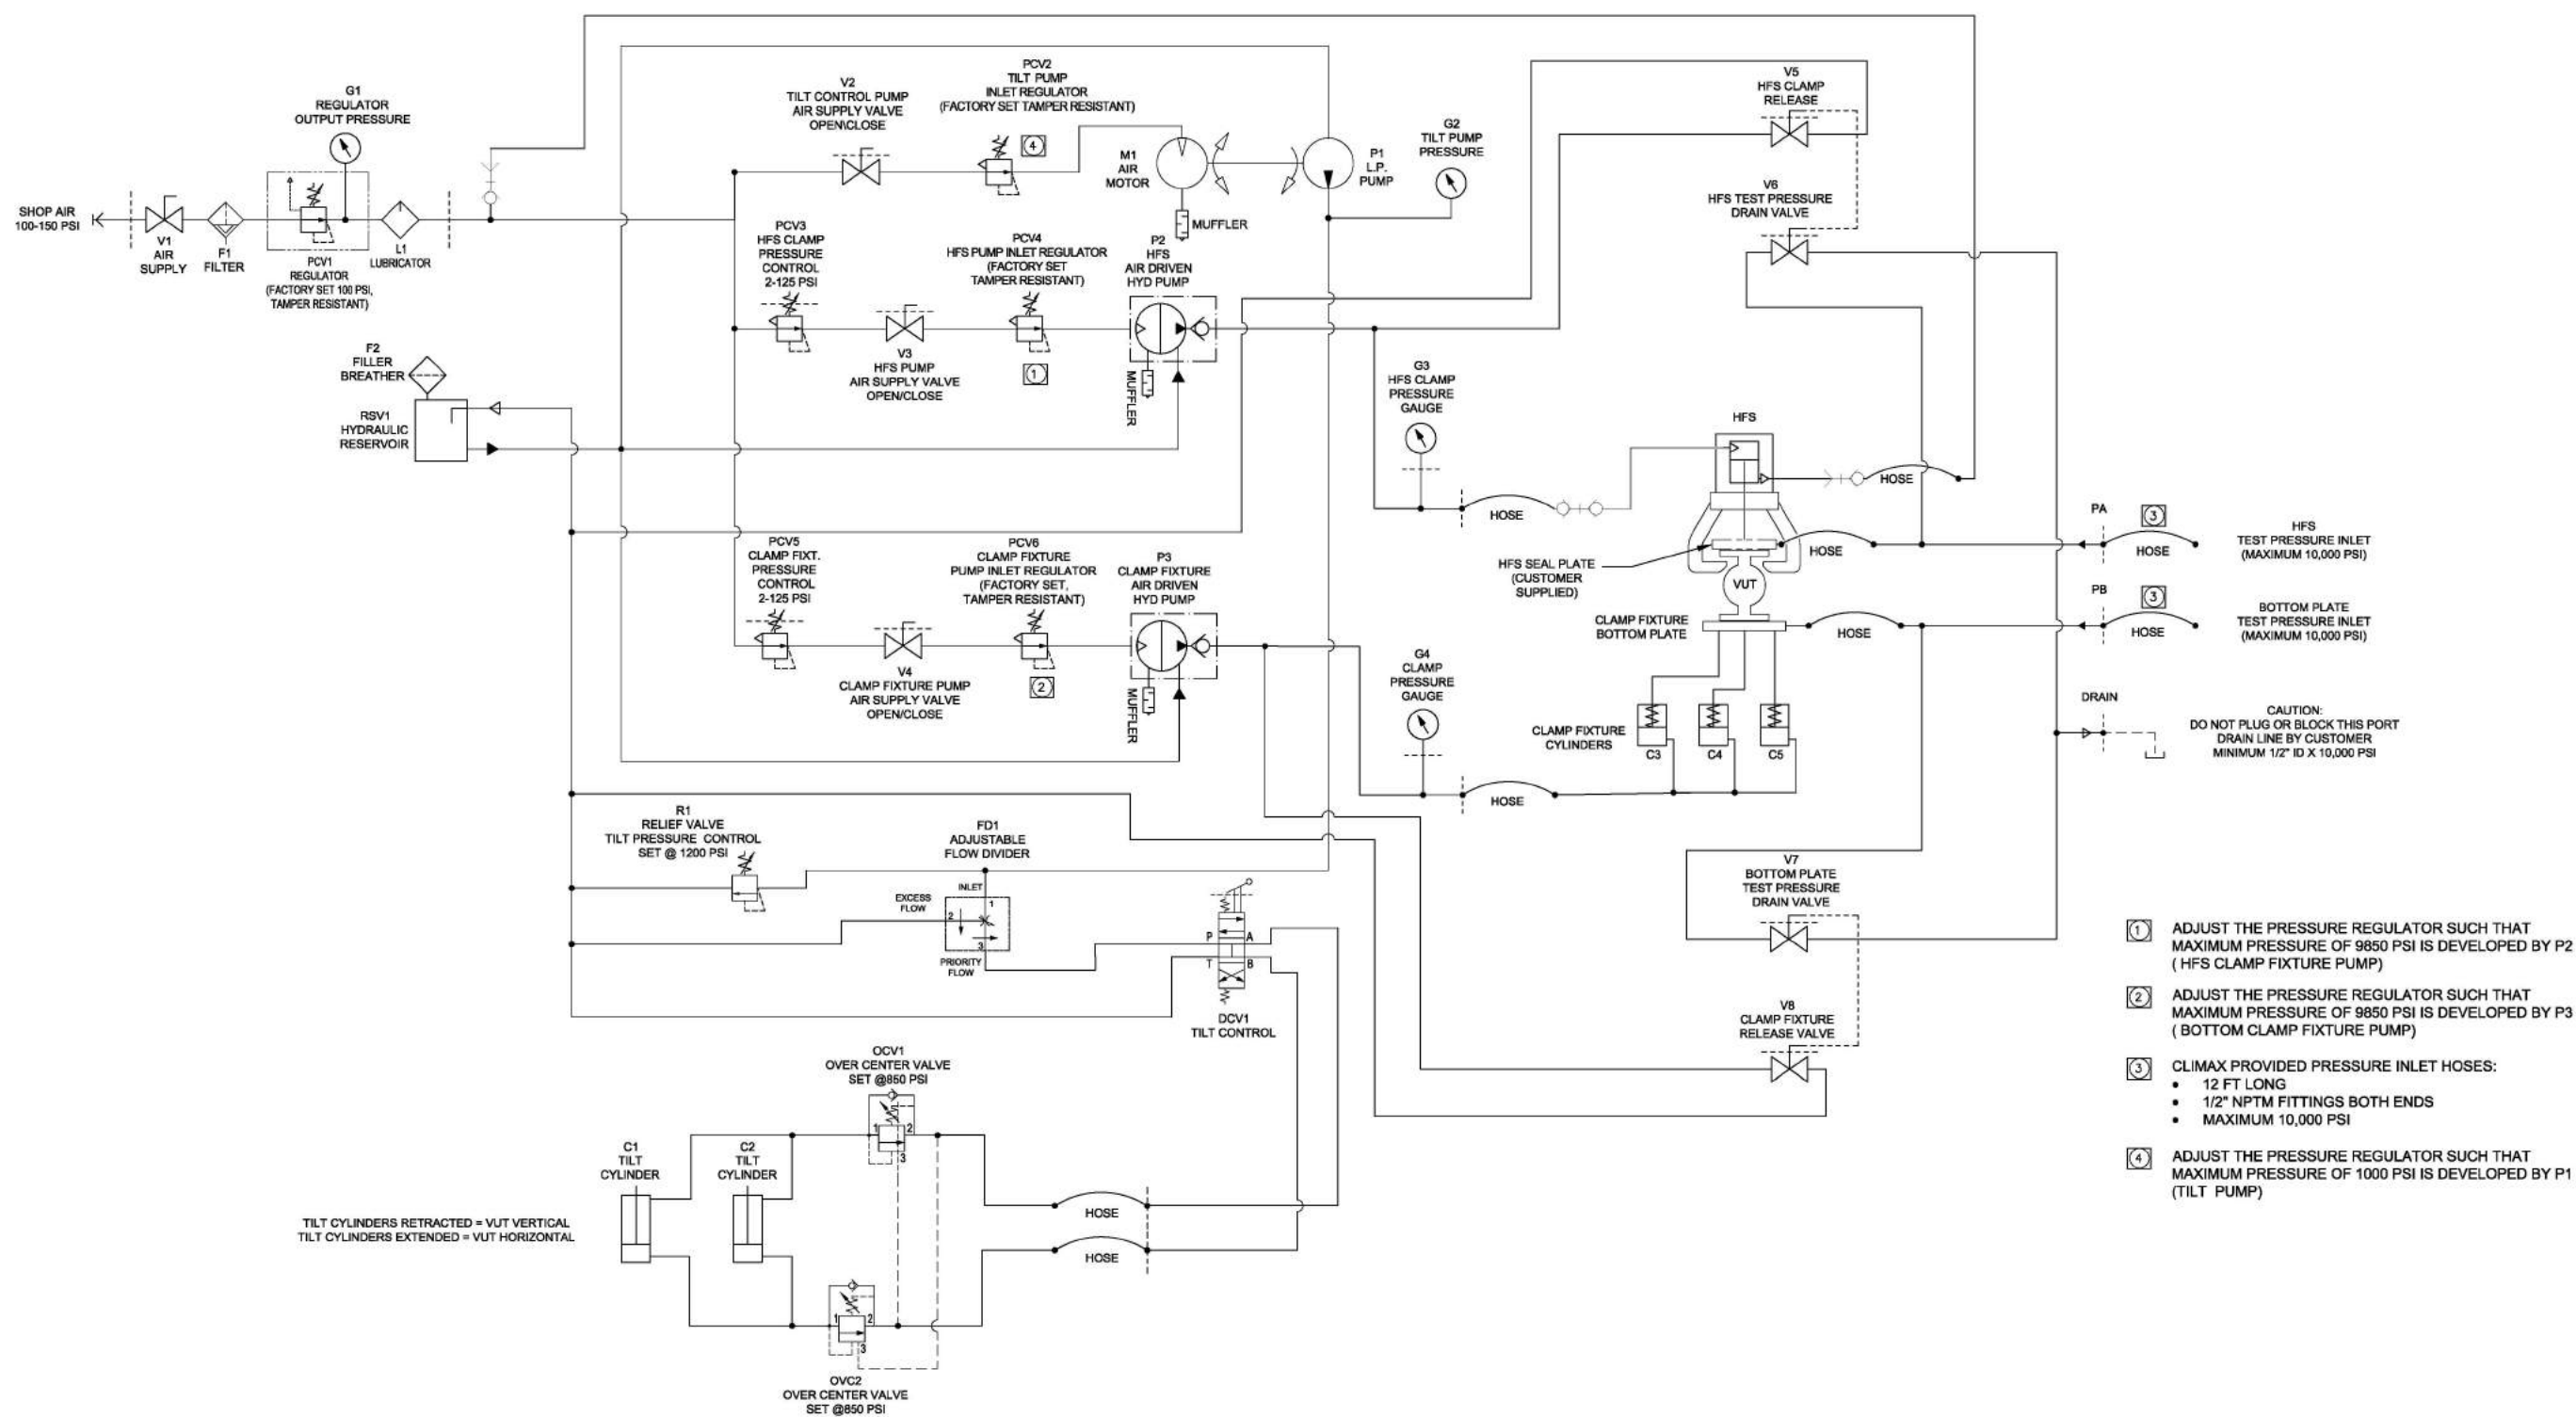 G1
REGULATOR
OUTPUT PRESSURE
SHOP AIR
100-150 PSI
V1
AIR
SUPPLY
F1
FILTER
PCV1
REGULATOR
(FACTORY SET 100 PSI,
TAMPER RESISTANT)
L1
LUBRICATOR
F2
FILLER
BREATHER
RSV1
HYDRAULIC
RESERVOIR
V2
TILT CONTROL PUMP
AIR SUPPLY VALVE
OPEN\CLOSE
PCV2
TILT PUMP
INLET REGULATOR
(FACTORY SET TAMPER RESISTANT)
4
M1
AIR
MOTOR
MUFFLER
P1
L.P.
PUMP
G2
TILT PUMP
PRESSURE
PCV3
HFS CLAMP
PRESSURE
CONTROL
2-125 PSI
V3
HFS PUMP
AIR SUPPLY VALVE
OPEN/CLOSE
PCV4
HFS PUMP INLET REGULATOR
(FACTORY SET
TAMPER RESISTANT)
1
P2
HFS
AIR DRIVEN
HYD PUMP
MUFFLER
V5
HFS CLAMP
RELEASE
V6
HFS TEST PRESSURE
DRAIN VALVE
G3
HFS CLAMP
PRESSURE
GAUGE
HOSE
HFS
HOSE
HFS SEAL PLATE
(CUSTOMER
SUPPLIED)
HOSE
VUT
PA
3
HOSE
HFS
TEST PRESSURE INLET
(MAXIMUM 10,000 PSI)
PB
3
HOSE
BOTTOM PLATE
TEST PRESSURE INLET
(MAXIMUM 10,000 PSI)
CLAMP FIXTURE
BOTTOM PLATE
HOSE
PCV5
CLAMP FIXT.
PRESSURE
CONTROL
2-125 PSI
V4
CLAMP FIXTURE PUMP
AIR SUPPLY VALVE
OPEN/CLOSE
PCV6
CLAMP FIXTURE
PUMP INLET REGULATOR
(FACTORY SET,
TAMPER RESISTANT)
2
P3
CLAMP FIXTURE
AIR DRIVEN
HYD PUMP
MUFFLER
G4
CLAMP
PRESSURE
GAUGE
HOSE
CLAMP FIXTURE
CYLINDERS
C3
C4
C5
DRAIN
CAUTION:
DO NOT PLUG OR BLOCK THIS PORT
DRAIN LINE BY CUSTOMER
MINIMUM 1/2" ID X 10,000 PSI
R1
RELIEF VALVE
TILT PRESSURE CONTROL
SET @ 1200 PSI
FD1
ADJUSTABLE
FLOW DIVIDER
INLET
1
EXCESS
FLOW
2
3
PRIORITY
FLOW
P
A
T
B
DCV1
TILT CONTROL
V7
BOTTOM PLATE
TEST PRESSURE
DRAIN VALVE
V8
CLAMP FIXTURE
RELEASE VALVE
OCV1
OVER CENTER VALVE
SET @850 PSI
1
2
3
C1
TILT
CYLINDER
C2
TILT
CYLINDER
TILT CYLINDERS RETRACTED = VUT VERTICAL
TILT CYLINDERS EXTENDED = VUT HORIZONTAL
HOSE
HOSE
1
2
3
OVC2
OVER CENTER VALVE
SET @850 PSI
1 ADJUST THE PRESSURE REGULATOR SUCH THAT
MAXIMUM PRESSURE OF 9850 PSI IS DEVELOPED BY P2
( HFS CLAMP FIXTURE PUMP)
2 ADJUST THE PRESSURE REGULATOR SUCH THAT
MAXIMUM PRESSURE OF 9850 PSI IS DEVELOPED BY P3
( BOTTOM CLAMP FIXTURE PUMP)
3 CLIMAX PROVIDED PRESSURE INLET HOSES:
• 12 FT LONG
• 1/2" NPTM FITTINGS BOTH ENDS
• MAXIMUM 10,000 PSI
4 ADJUST THE PRESSURE REGULATOR SUCH THAT
MAXIMUM PRESSURE OF 1000 PSI IS DEVELOPED BY P1
(TILT PUMP)